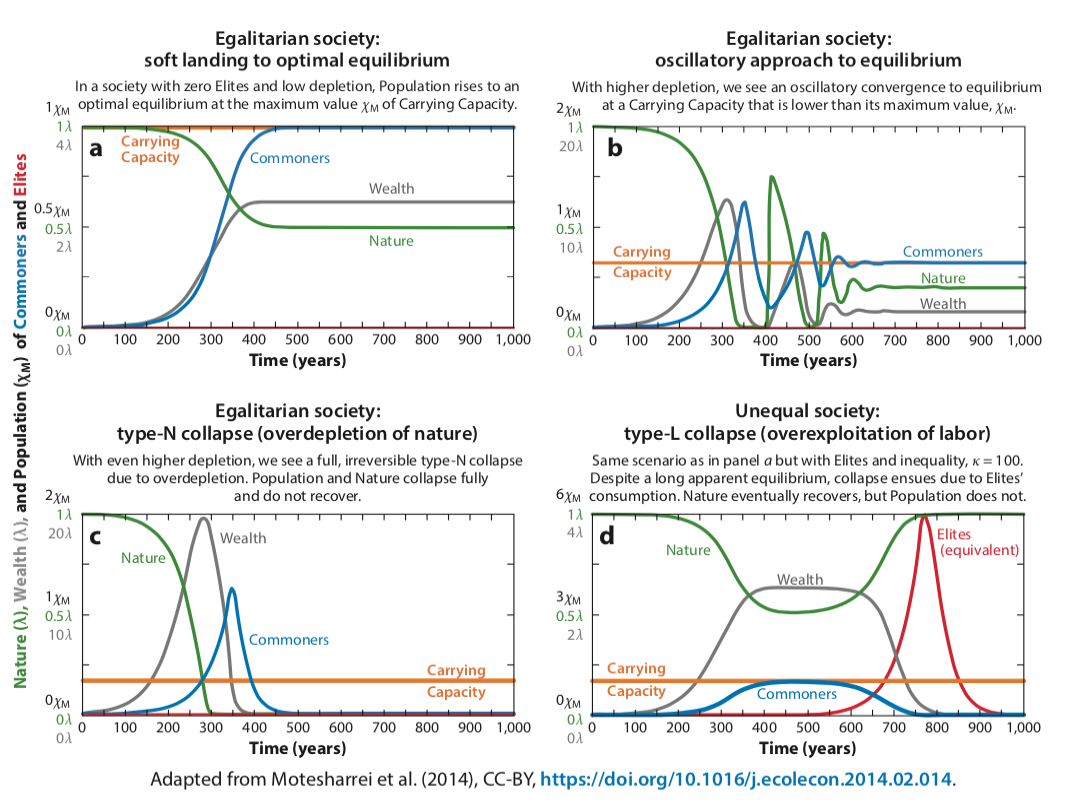 Nature (λ), Wealth (λ), and Population (χM) of Commoners and Elites
Egalitarian society:
soft landing to optimal equilibrium
In a society with zero Elites and low depletion, Population rises to an
optimal equilibrium at the maximum value χM of Carrying Capacity.
1χM
1λ
4λ
0.5χM
0.5λ
2λ
0χM
0λ
0λ
a
Carrying
Capacity
Commoners
Wealth
Nature
0 100 200 300 400 500 600 700 800 900 1,000
Time (years)
Egalitarian society:
oscillatory approach to equilibrium
With higher depletion, we see an oscillatory convergence to equilibrium
at a Carrying Capacity that is lower than its maximum value, χM.
2χM
1λ
20λ
1χM
0.5λ
10λ
0χM
0λ
0λ
b
Carrying
Capacity
Commoners
Nature
Wealth
0 100 200 300 400 500 600 700 800 900 1,000
Time (years)
Egalitarian society:
type-N collapse (overdepletion of nature)
With even higher depletion, we see a full, irreversible type-N collapse
due to overdepletion. Population and Nature collapse fully
and do not recover.
2χM
1λ
20λ
1χM
0.5λ
10λ
0χM
0λ
0λ
c
Nature
Wealth
Commoners
Carrying
Capacity
0 100 200 300 400 500 600 700 800 900 1,000
Time (years)
Unequal society:
type-L collapse (overexploitation of labor)
Same scenario as in panel a but with Elites and inequality, κ = 100.
Despite a long apparent equilibrium, collapse ensues due to Elites’
consumption. Nature eventually recovers, but Population does not.
6χM
1λ
4λ
3χM
0.5λ
2λ
0χM
0λ
0λ
d
Nature
Wealth
Elites
(equivalent)
Carrying
Capacity
Commoners
0 100 200 300 400 500 600 700 800 900 1,000
Time (years)
Adapted from Motesharrei et al. (2014), CC-BY, https://doi.org/10.1016/j.ecolecon.2014.02.014.